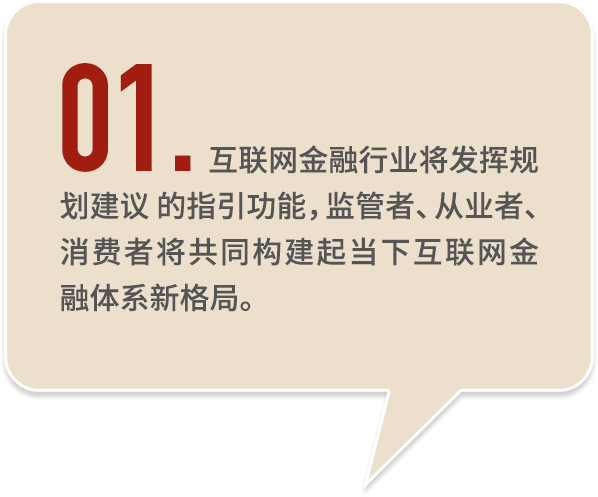 01. 互联网金融行业将发挥规
划建议 的指引功能，监管者、从业者、
消费者将共同构建起当下互联网金
融体系新格局。